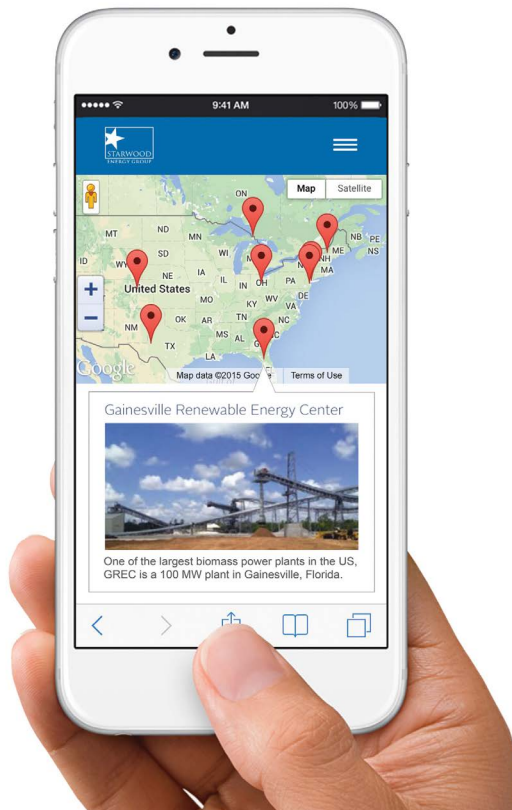 9:41 AM
100%
STARWOOD
ENERGY GROUP
Map Satellite
ON
MT ND MN NB PE
ID WY SD WI ME NS
NH
NE IA MA
United States IL IN OH PA
MO WV DE
KY VA
NM OK AR TN NC
MS AL
TX
LA
Google
Map data ©2015 Terms of Use
Gainesville Renewable Energy Center
One of the largest biomass power plants in the US,
GREC is a 100 MW plant in Gainesville, Florida.